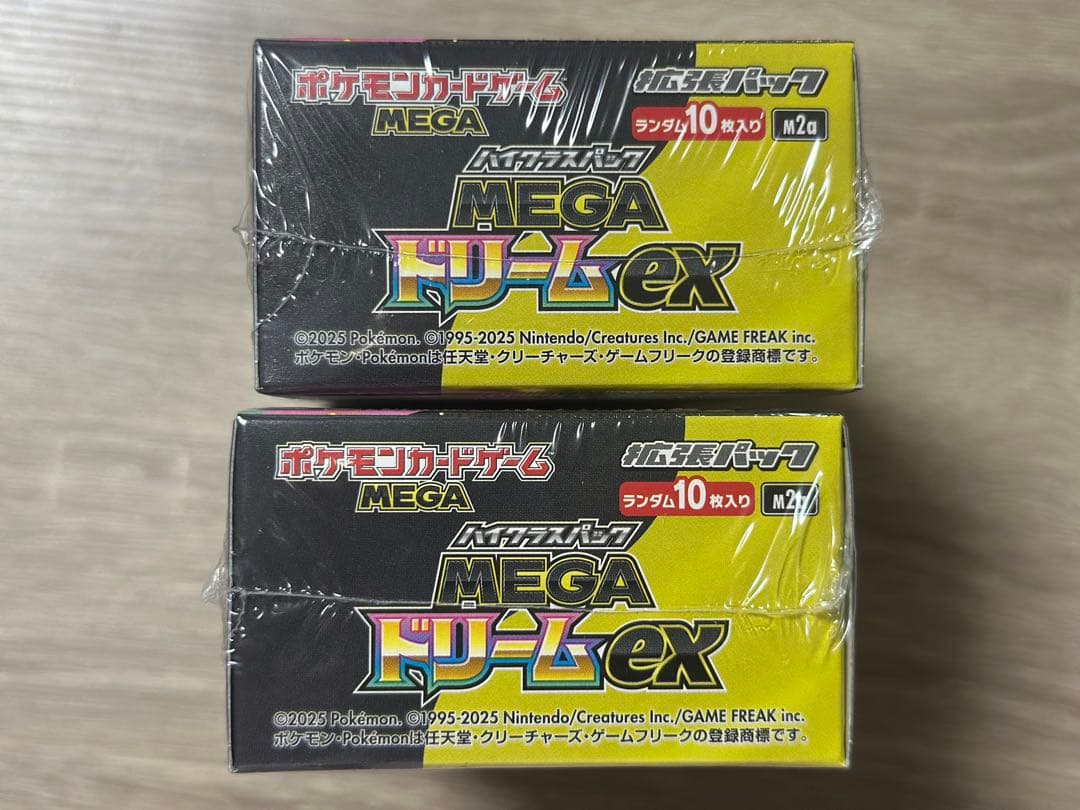 ポケモンカードゲーム
MEGA
拡張パック
ランダム10枚入り M2a
ハイクラスパック
MEGA
ドリームex
©2025 Pokémon. ©1995-2025 Nintendo/Creatures Inc./GAME FREAK inc.
ポケモン・Pokémonは任天堂・クリーチャーズ・ゲームフリークの登録商標です。
ポケモンカードゲーム
MEGA
拡張パック
ランダム10枚入り
ハイクラスパック
MEGA
ドリームex
©2025 Pokémon. ©1995-2025 Nintendo/Creatures Inc./GAME FREAK inc.
ポケモン・Pokémonは任天堂・クリーチャーズ・ゲームフリークの登録商標です。